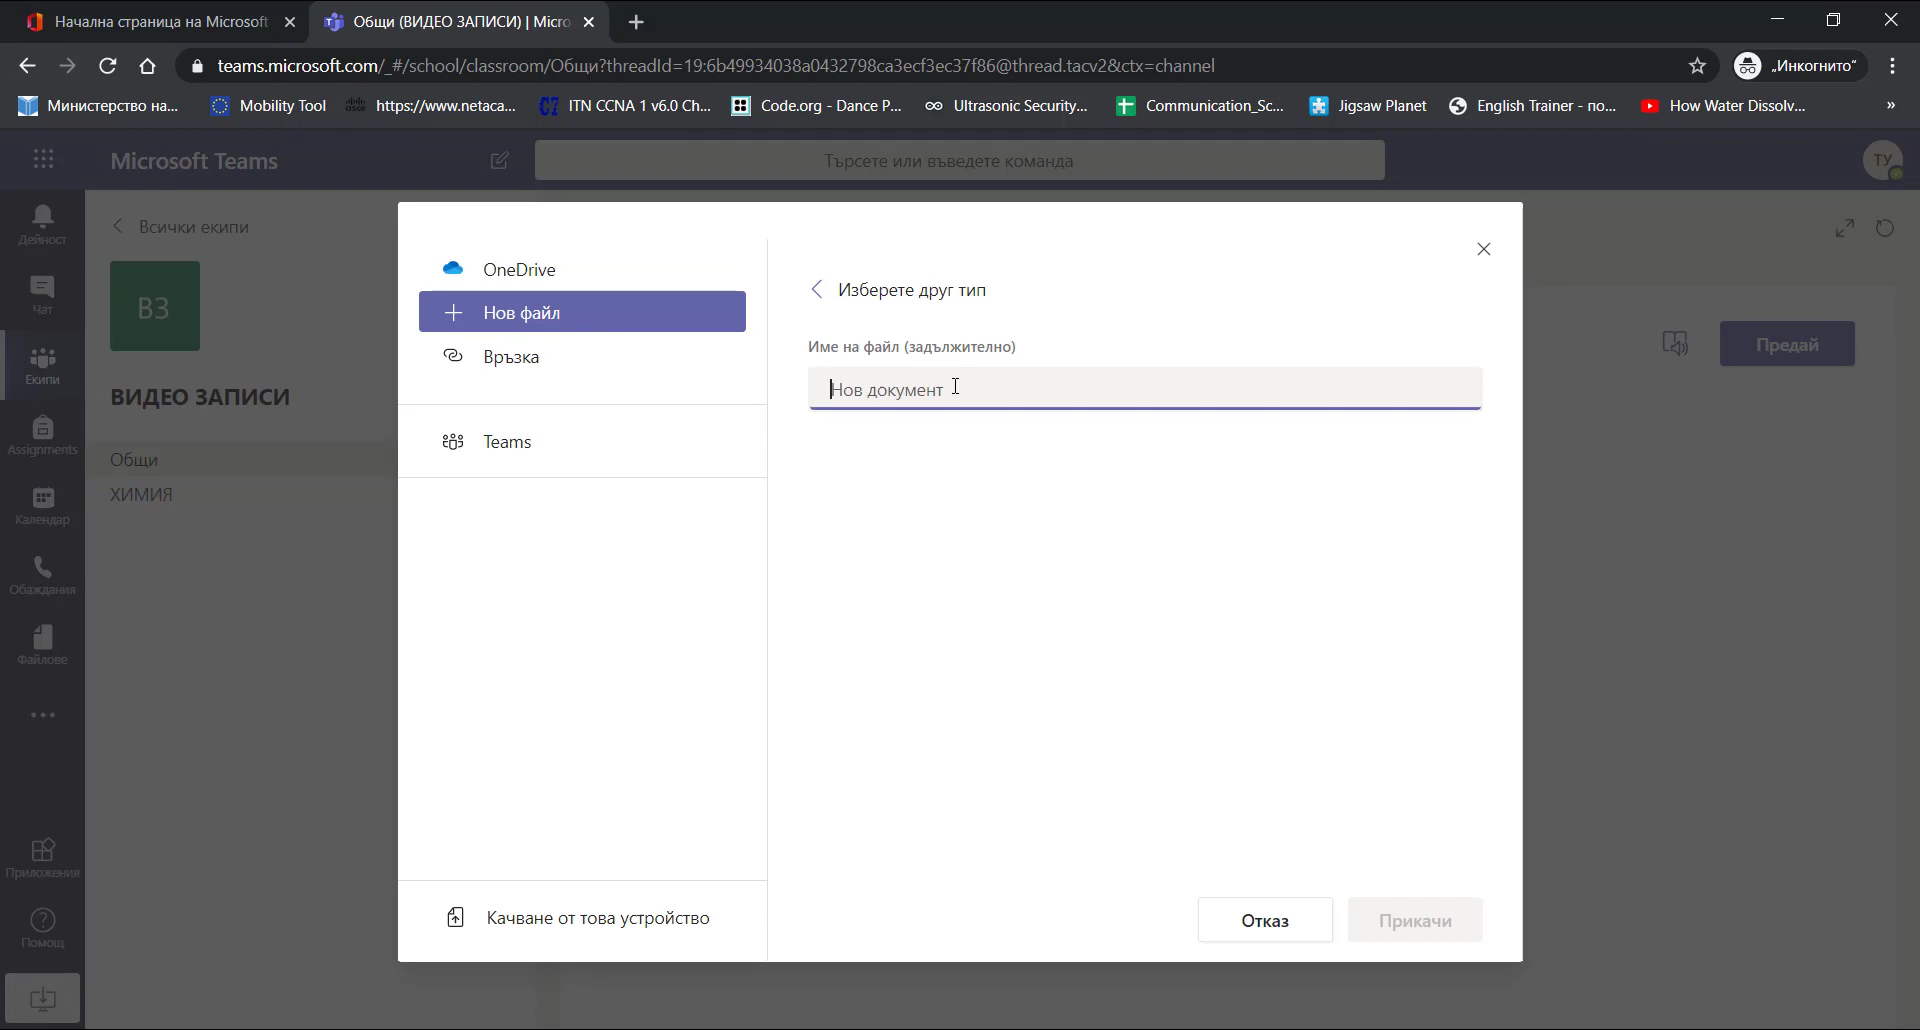 Начална страница на Microsoft
Общи (ВИДЕО ЗАПИСИ) | Micro
teams.microsoft.com/_#/school/classroom/Общи?threadId=19:6b49934038a0432798ca3ecf3ec37f86@thread.tacv2&ctx=channel
„Инкогнито“
Министерство на...
Mobility Tool
https://www.netaca...
ITN CCNA 1 v6.0 Ch...
Code.org - Dance P...
Ultrasonic Security...
Communication_Sc...
Jigsaw Planet
English Trainer - по...
How Water Dissolv...
»
Microsoft Teams
Търсете или въведете команда
ТУ
Дейност
Чат
Екипи
Assignments
Календар
Обаждания
Файлове
Приложения
Помощ
Всички екипи
ВЗ
ВИДЕО ЗАПИСИ
Общи
ХИМИЯ
OneDrive
Нов файл
Връзка
Teams
Качване от това устройство
Изберете друг тип
Име на файл (задължително)
Нов документ
Отказ
Прикачи
Предай